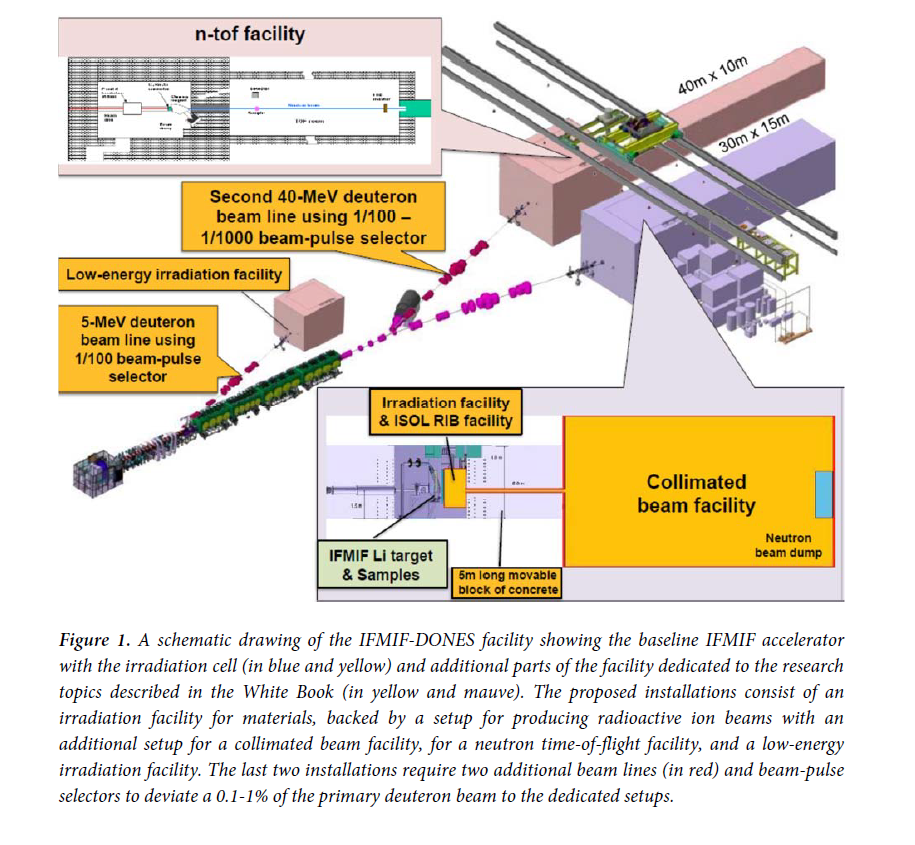 n-tof facility
40m x 10m
30m x 15m
Second 40-MeV deuteron
beam line using 1/100 –
1/1000 beam-pulse selector
Low-energy irradiation facility
5-MeV deuteron
beam line using
1/100 beam-pulse
selector
Irradiation facility
& ISOL RIB facility
Collimated
beam facility
Neutron
beam dump
IFMIF Li target
& Samples
5m long movable
block of concrete
Figure 1. A schematic drawing of the IFMIF-DONES facility showing the baseline IFMIF accelerator
with the irradiation cell (in blue and yellow) and additional parts of the facility dedicated to the research
topics described in the White Book (in yellow and mauve). The proposed installations consist of an
irradiation facility for materials, backed by a setup for producing radioactive ion beams with an
additional setup for a collimated beam facility, for a neutron time-of-flight facility, and a low-energy
irradiation facility. The last two installations require two additional beam lines (in red) and beam-pulse
selectors to deviate a 0.1-1% of the primary deuteron beam to the dedicated setups.